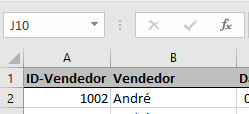 J10
fx
A B
1 ID-Vendedor Vendedor
2 1002 André